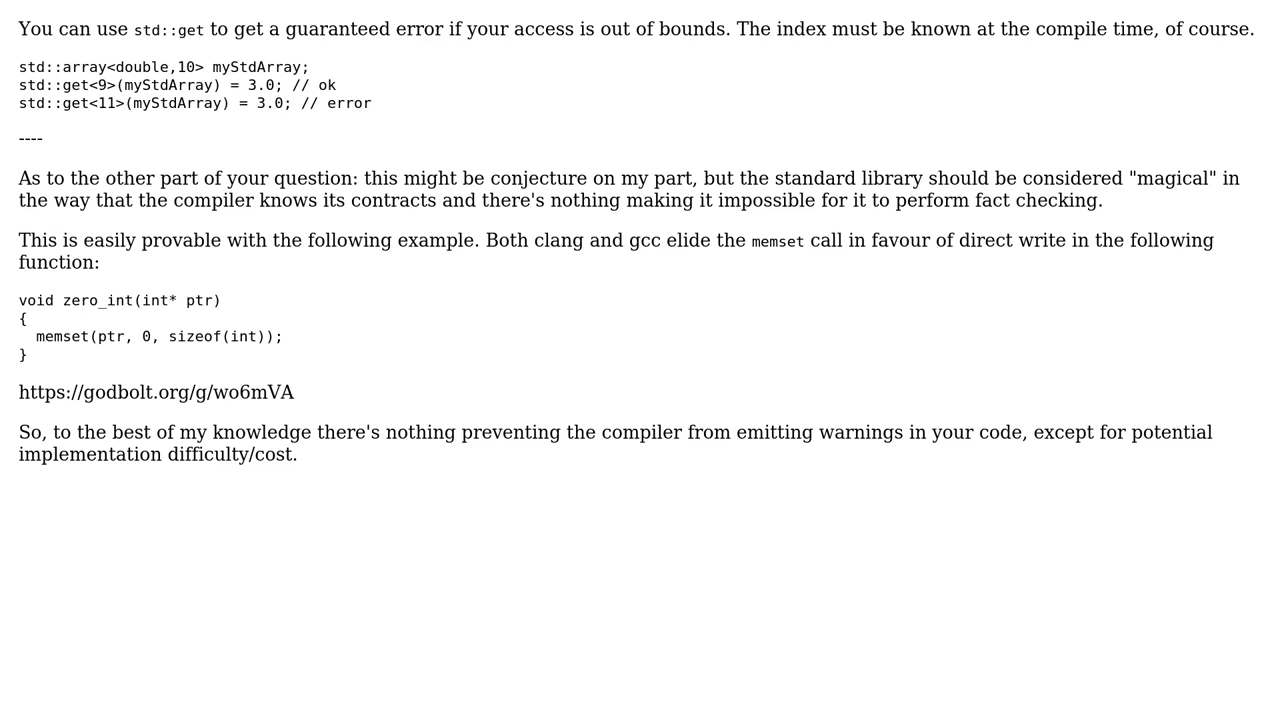 You can use std::get to get a guaranteed error if your access is out of bounds. The index must be known at the compile time, of course.
std::array<double,10> myStdArray;
std::get<9>(myStdArray) = 3.0; // ok
std::get<11>(myStdArray) = 3.0; // error
----
As to the other part of your question: this might be conjecture on my part, but the standard library should be considered "magical" in
the way that the compiler knows its contracts and there's nothing making it impossible for it to perform fact checking.
This is easily provable with the following example. Both clang and gcc elide the memset call in favour of direct write in the following
function:
void zero_int(int* ptr)
{
  memset(ptr, 0, sizeof(int));
}
https://godbolt.org/g/wo6mVA
So, to the best of my knowledge there's nothing preventing the compiler from emitting warnings in your code, except for potential
implementation difficulty/cost.